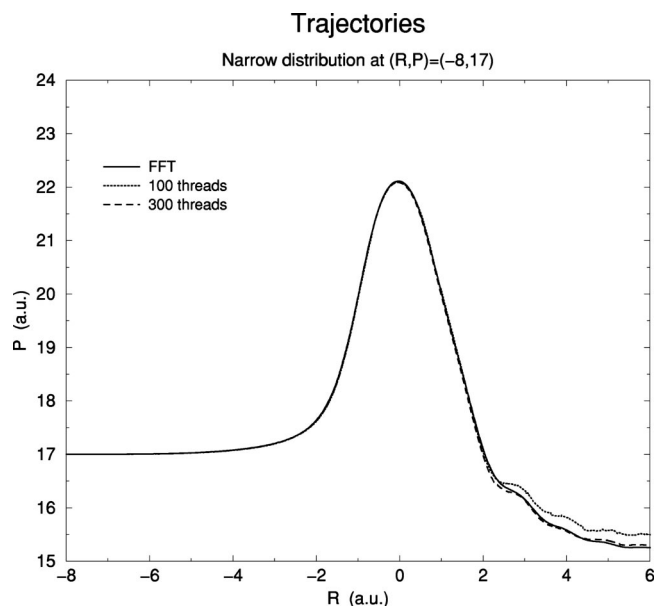 Trajectories
Narrow distribution at (R,P)=(−8,17)
24
23
22
21
20
19
18
17
16
15
P (a.u.)
FFT
100 threads
300 threads
−8 −6 −4 −2 0 2 4 6
R (a.u.)